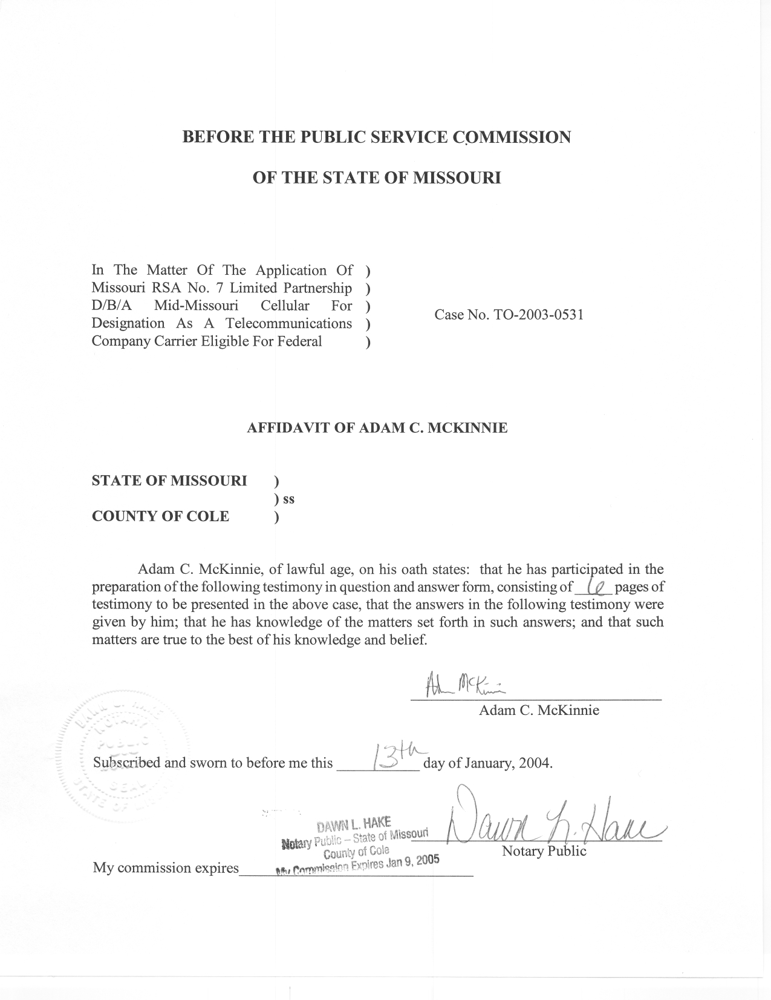 BEFORE THE PUBLIC SERVICE COMMISSION
OF THE STATE OF MISSOURI
In The Matter Of The Application Of )
Missouri RSA No. 7 Limited Partnership )
D/B/A Mid-Missouri Cellular For )
Designation As A Telecommunications )
Company Carrier Eligible For Federal )
Case No. TO-2003-0531
AFFIDAVIT OF ADAM C. MCKINNIE
STATE OF MISSOURI )
) ss
COUNTY OF COLE )
Adam C. McKinnie, of lawful age, on his oath states: that he has participated in the
preparation of the following testimony in question and answer form, consisting of 6 pages of
testimony to be presented in the above case, that the answers in the following testimony were
given by him; that he has knowledge of the matters set forth in such answers; and that such
matters are true to the best of his knowledge and belief.
Adam C. McKinnie
Subscribed and sworn to before me this 13th day of January, 2004.
Dawn L. Hake
Notary Public
DAWN L. HAKE
Notary Public – State of Missouri
County of Cole
My Commission Expires Jan 9, 2005
My commission expires
DAWN L. HAKE
NOTARY
PUBLIC
SEAL
STATE OF